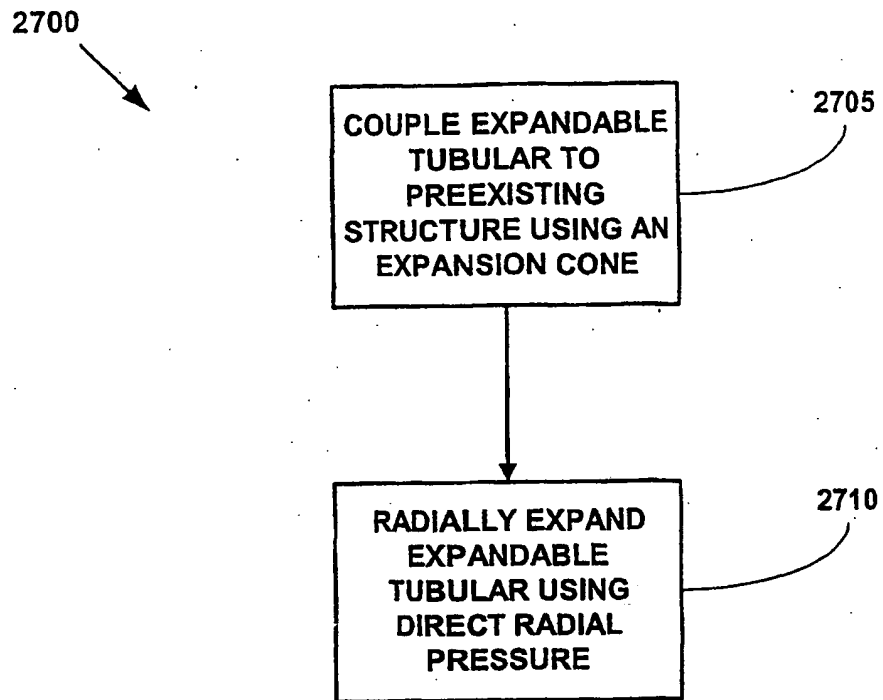 2700
2705
COUPLE EXPANDABLE
TUBULAR TO
PREEXISTING
STRUCTURE USING AN
EXPANSION CONE
2710
RADIALLY EXPAND
EXPANDABLE
TUBULAR USING
DIRECT RADIAL
PRESSURE